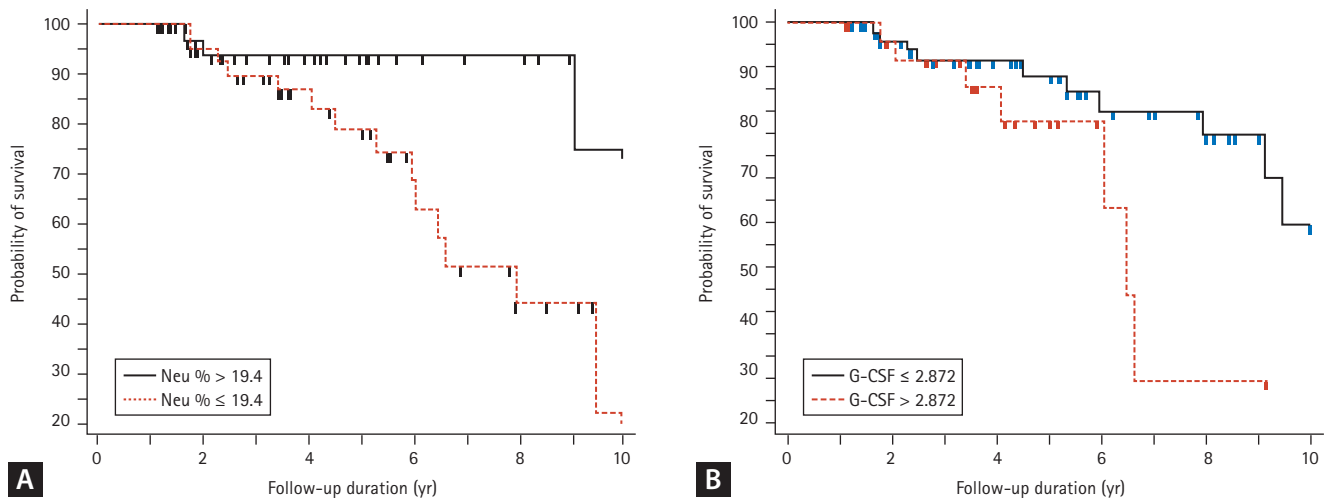 100
90
80
70
60
50
40
30
20
Probability of survival
Neu % > 19.4
Neu % ≤ 19.4
0 2 4 6 8 10
Follow-up duration (yr)
A
100
90
80
70
60
50
40
30
20
Probability of survival
G-CSF ≤ 2.872
G-CSF > 2.872
0 2 4 6 8 10
Follow-up duration (yr)
B